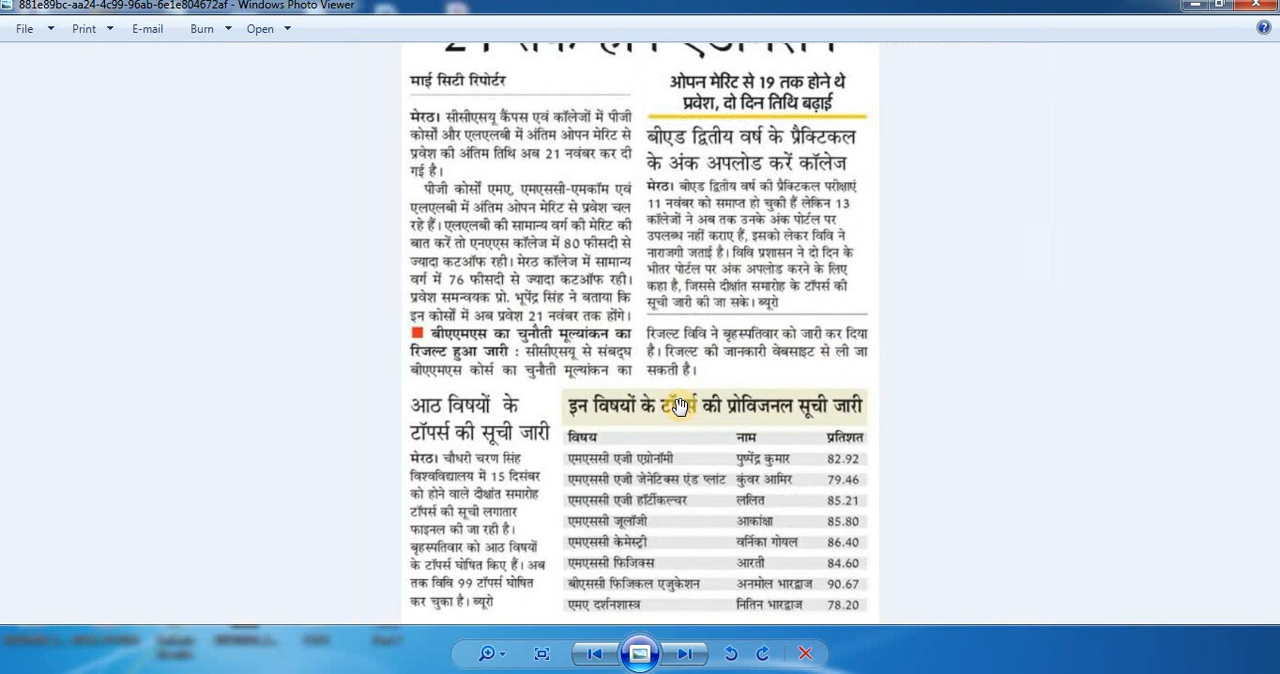 881e89bc-aa24-4c99-96ab-6e1e804672af - Windows Photo Viewer
File Print E-mail Burn Open
माई सिटी रिपोर्टर
मेरठ। सीसीएसयू कैंपस एवं कॉलेजों में पीजी
कोर्सों और एलएलबी में अंतिम ओपन मेरिट से
प्रवेश की अंतिम तिथि अब 21 नवंबर कर दी
गई है।
पीजी कोर्सों एमए, एमएससी-एमकॉम एवं
एलएलबी में अंतिम ओपन मेरिट से प्रवेश चल
रहे हैं। एलएलबी की सामान्य वर्ग की मेरिट की
बात करें तो एनएएस कॉलेज में 80 फीसदी से
ज्यादा कटऑफ रही। मेरठ कॉलेज में सामान्य
वर्ग में 76 फीसदी से ज्यादा कटऑफ रही।
प्रवेश समन्वयक प्रो. भूपेंद्र सिंह ने बताया कि
इन कोर्सों में अब प्रवेश 21 नवंबर तक होंगे।
बीएएमएस का चुनौती मूल्यांकन का
रिजल्ट हुआ जारी : सीसीएसयू से संबद्ध
बीएएमएस कोर्स का चुनौती मूल्यांकन का
रिजल्ट विवि ने बृहस्पतिवार को जारी कर दिया
है। रिजल्ट की जानकारी वेबसाइट से ली जा
सकती है।
ओपन मेरिट से 19 तक होने थे
प्रवेश, दो दिन तिथि बढ़ाई
बीएड द्वितीय वर्ष के प्रैक्टिकल
के अंक अपलोड करें कॉलेज
मेरठ। बीएड द्वितीय वर्ष की प्रैक्टिकल परीक्षाएं
11 नवंबर को समाप्त हो चुकी हैं लेकिन 13
कॉलेजों ने अब तक उनके अंक पोर्टल पर
उपलब्ध नहीं कराए हैं, इसको लेकर विवि ने
नाराजगी जताई है। विवि प्रशासन ने दो दिन के
भीतर पोर्टल पर अंक अपलोड करने के लिए
कहा है, जिससे दीक्षांत समारोह के टॉपर्स की
सूची जारी की जा सके। ब्यूरो
आठ विषयों के
टॉपर्स की सूची जारी
मेरठ। चौधरी चरण सिंह
विश्वविद्यालय में 15 दिसंबर
को होने वाले दीक्षांत समारोह
टॉपर्स की सूची लगातार
फाइनल की जा रही है।
बृहस्पतिवार को आठ विषयों
के टॉपर्स घोषित किए हैं। अब
तक विवि 99 टॉपर्स घोषित
कर चुका है। ब्यूरो
इन विषयों के टॉपर्स की प्रोविजनल सूची जारी
विषय नाम प्रतिशत
एमएससी एजी एग्रोनॉमी पुष्पेंद्र कुमार 82.92
एमएससी एजी जेनेटिक्स एंड प्लांट कुंवर आमिर 79.46
एमएससी एजी हॉर्टीकल्चर ललित 85.21
एमएससी जूलॉजी आकांक्षा 85.80
एमएससी केमेस्ट्री वर्निका गोयल 86.40
एमएससी फिजिक्स आरती 84.60
बीएससी फिजिकल एजुकेशन अनमोल भारद्वाज 90.67
एमए दर्शनशास्त्र नितिन भारद्वाज 78.20